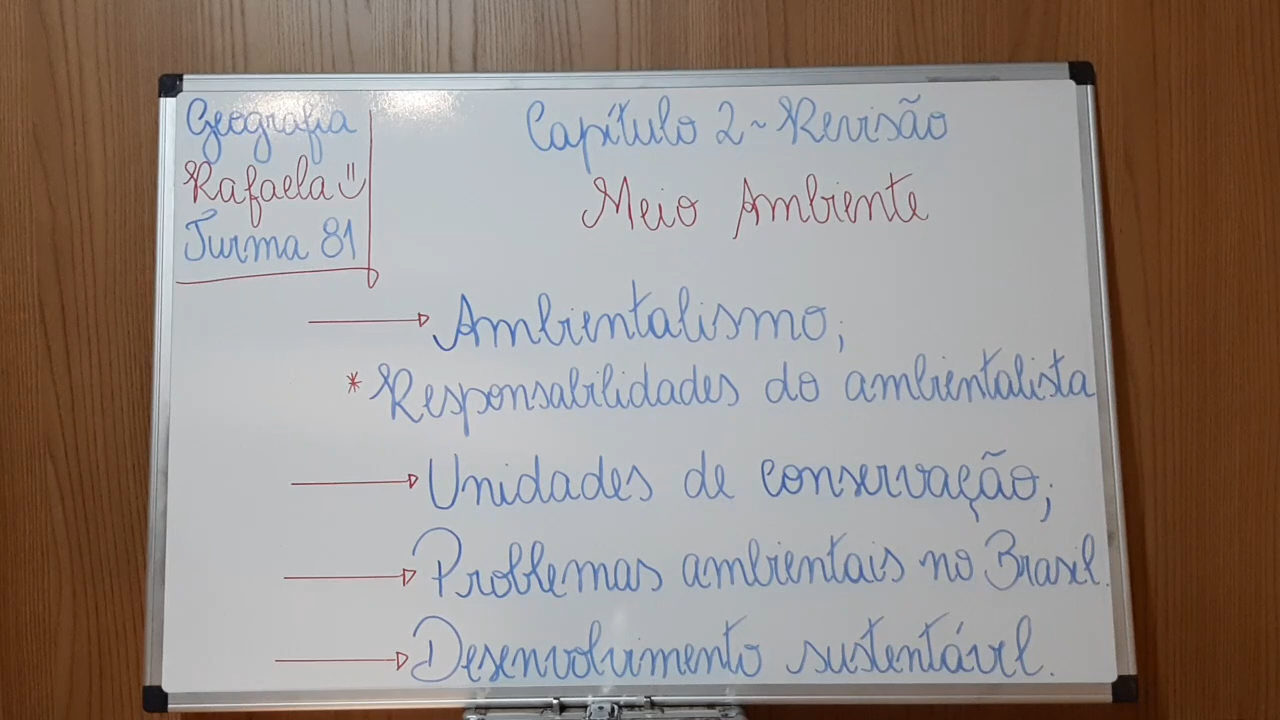 Geografia
Rafaela
Turma 81
Capítulo 2 ~ Revisão
Meio Ambiente
Ambientalismo;
* Responsabilidades do ambientalista
Unidades de conservação;
Problemas ambientais no Brasil.
Desenvolvimento sustentável.